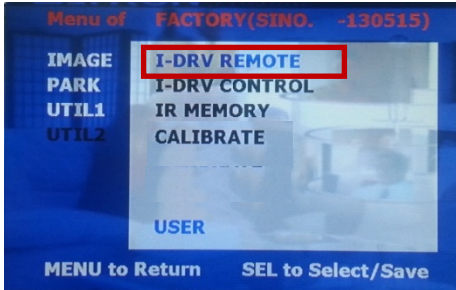 Menu of FACTORY(SINO. -130515)
IMAGE I-DRV REMOTE
PARK I-DRV CONTROL
UTIL1 IR MEMORY
UTIL2 CALIBRATE
USER
MENU to Return SEL to Select/Save